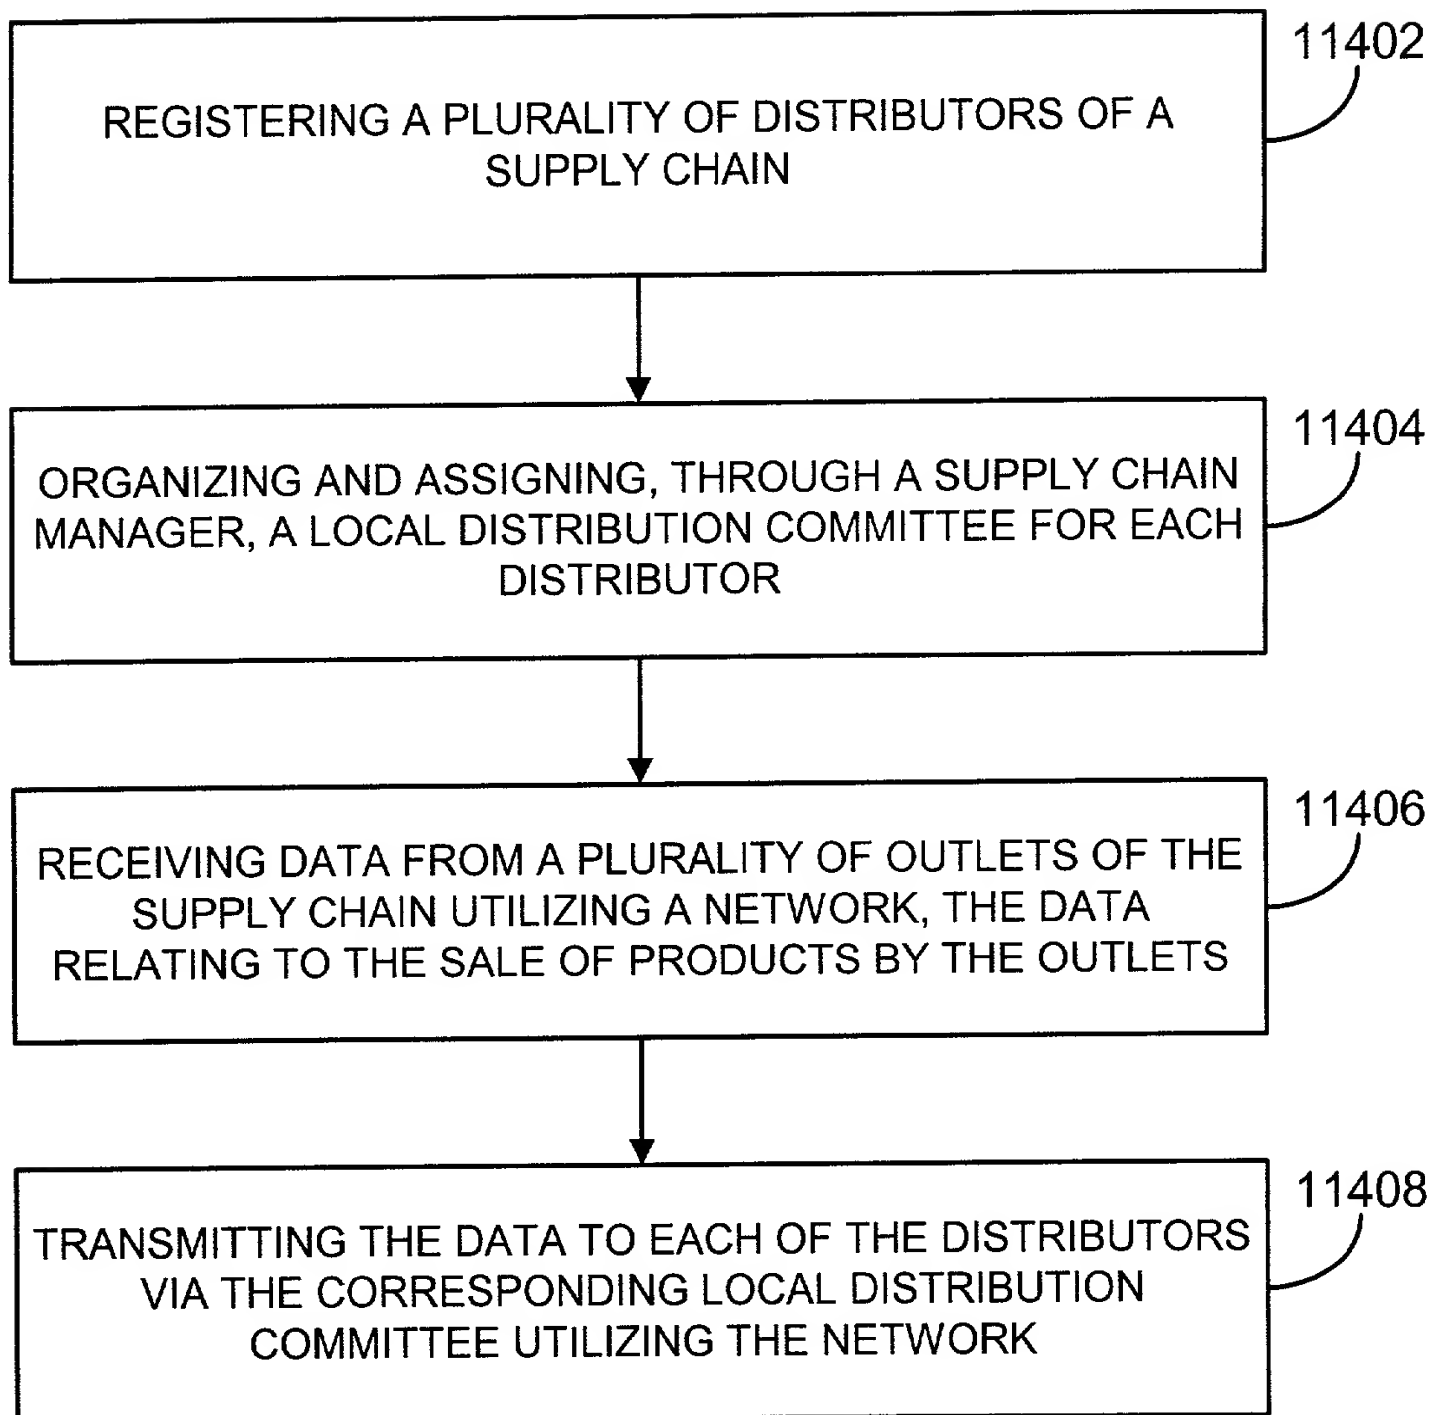 11402
REGISTERING A PLURALITY OF DISTRIBUTORS OF A
SUPPLY CHAIN
11404
ORGANIZING AND ASSIGNING, THROUGH A SUPPLY CHAIN
MANAGER, A LOCAL DISTRIBUTION COMMITTEE FOR EACH
DISTRIBUTOR
11406
RECEIVING DATA FROM A PLURALITY OF OUTLETS OF THE
SUPPLY CHAIN UTILIZING A NETWORK, THE DATA
RELATING TO THE SALE OF PRODUCTS BY THE OUTLETS
11408
TRANSMITTING THE DATA TO EACH OF THE DISTRIBUTORS
VIA THE CORRESPONDING LOCAL DISTRIBUTION
COMMITTEE UTILIZING THE NETWORK